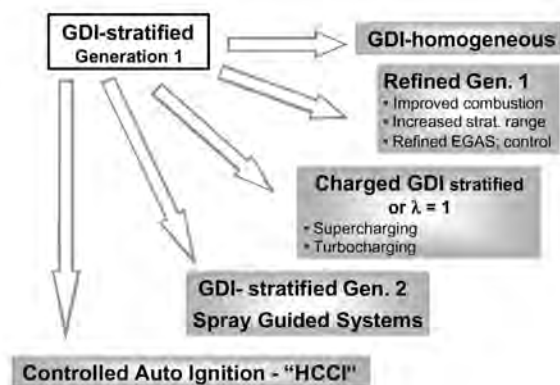 GDI-stratified
Generation 1
GDI-homogeneous
Refined Gen. 1
• Improved combustion
• Increased strat. range
• Refined EGAS; control
Charged GDI stratified
or λ = 1
• Supercharging
• Turbocharging
GDI- stratified Gen. 2
Spray Guided Systems
Controlled Auto Ignition - "HCCI"